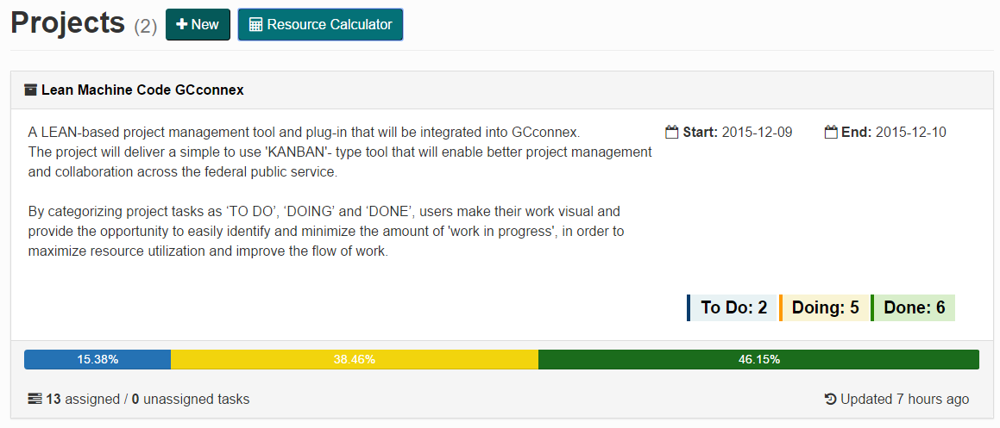 Projects (2) New Resource Calculator
Lean Machine Code GCconnex
A LEAN-based project management tool and plug-in that will be integrated into GCconnex.
Start: 2015-12-09 End: 2015-12-10
The project will deliver a simple to use 'KANBAN'- type tool that will enable better project management
and collaboration across the federal public service.
By categorizing project tasks as ‘TO DO’, ‘DOING’ and ‘DONE’, users make their work visual and
provide the opportunity to easily identify and minimize the amount of 'work in progress', in order to
maximize resource utilization and improve the flow of work.
To Do: 2 Doing: 5 Done: 6
15.38% 38.46% 46.15%
13 assigned / 0 unassigned tasks Updated 7 hours ago